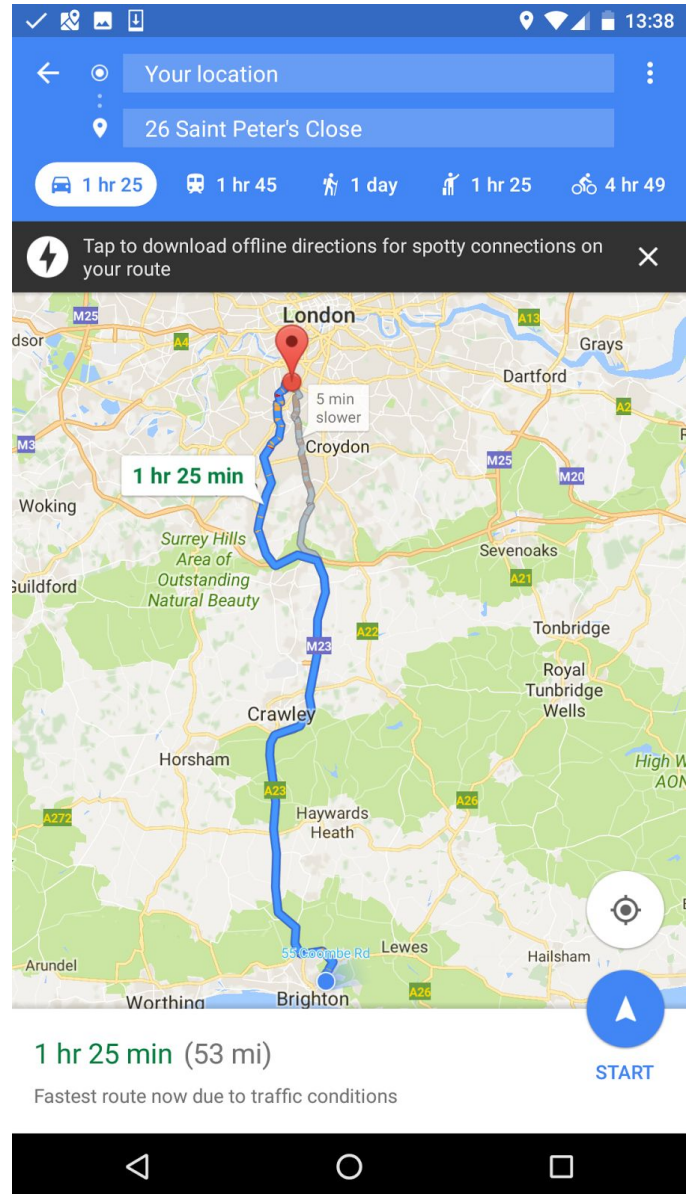 13:38
Your location
26 Saint Peter's Close
1 hr 25
1 hr 45
1 day
1 hr 25
4 hr 49
Tap to download offline directions for spotty connections on
your route
London
M25
A13
dsor
A4
Grays
Dartford
5 min
slower
A2
M3
Croydon
M25
1 hr 25 min
M20
Woking
Surrey Hills
Area of
Outstanding
Natural Beauty
Sevenoaks
Guildford
A21
A22
Tonbridge
M23
Royal
Tunbridge
Wells
Crawley
Horsham
High W
AON
A23
A26
A272
Haywards
Heath
55 Coombe Rd
Lewes
Hailsham
Arundel
A26
Worthing
Brighton
1 hr 25 min (53 mi)
START
Fastest route now due to traffic conditions